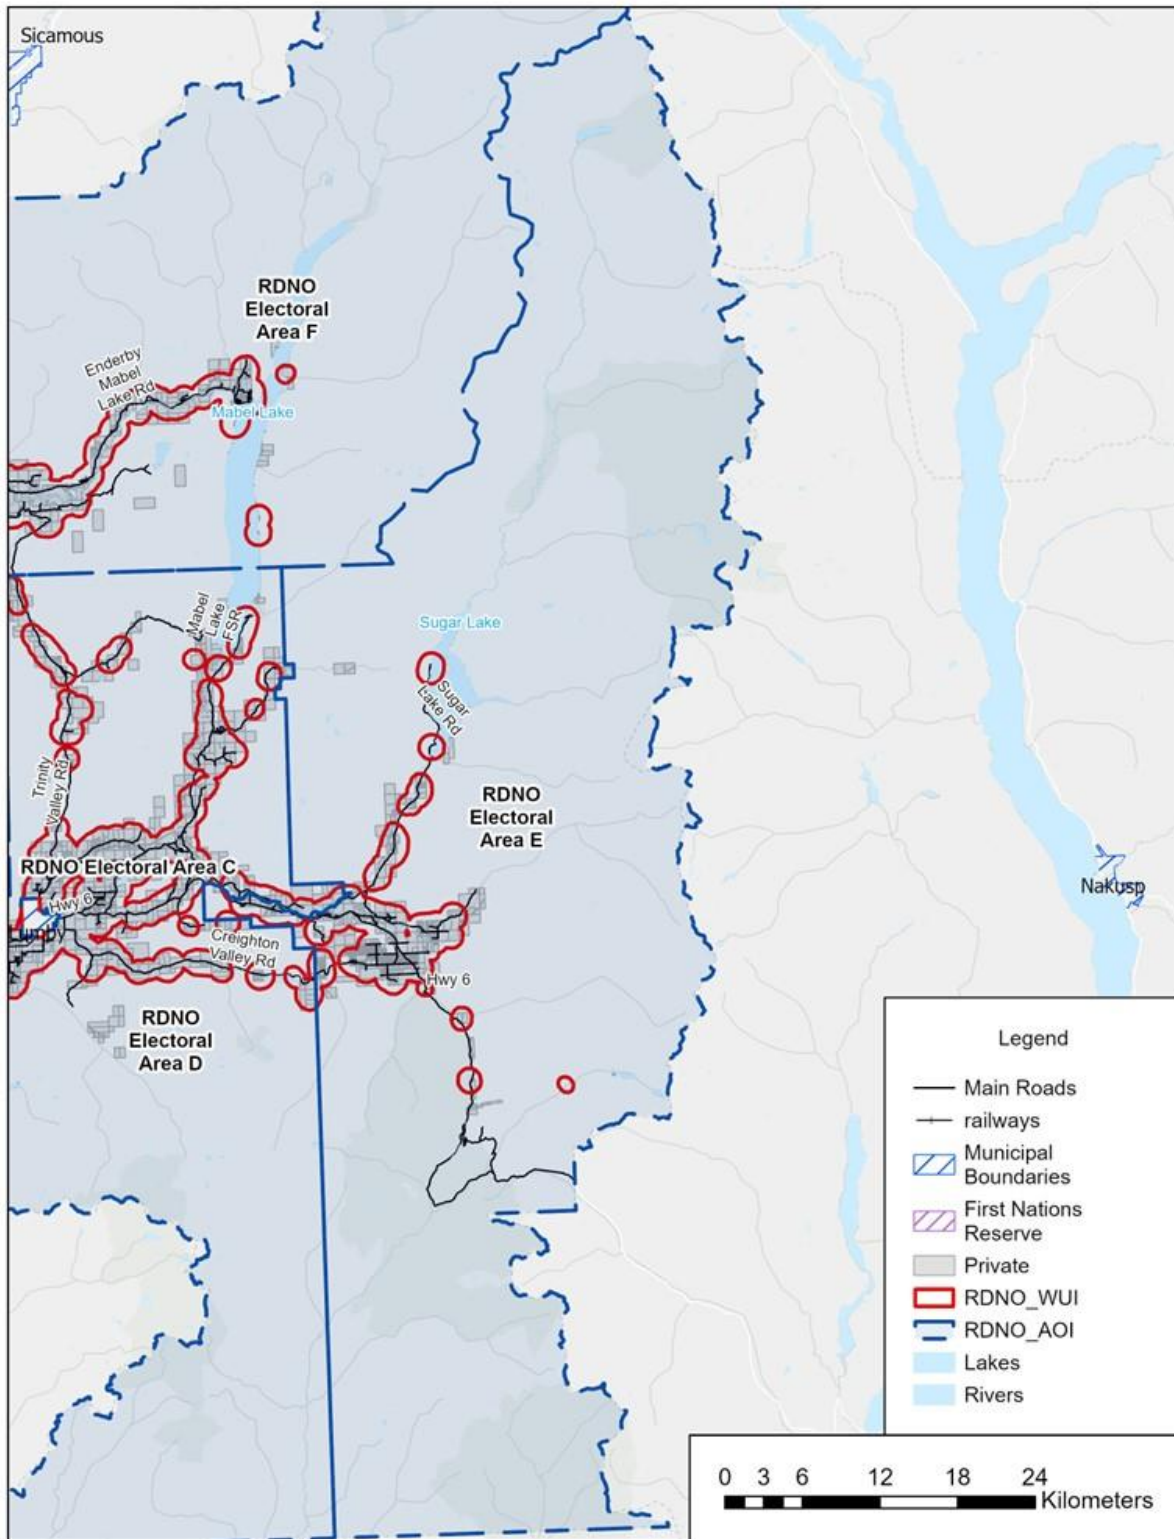 Sicamous
RDNO
Electoral
Area F
Enderby
Mabel
Lake Rd
Mabel Lake
Mabel
Lake
FSR
Sugar Lake
Sugar
Lake Rd
Trinity
Valley Rd
RDNO
Electoral
Area E
RDNO Electoral Area C
Hwy 6
Nakusp
umby
Creighton
Valley Rd
Hwy 6
RDNO
Electoral
Area D
Legend
Main Roads
railways
Municipal
Boundaries
First Nations
Reserve
Private
RDNO_WUI
RDNO_AOI
Lakes
Rivers
0 3 6 12 18 24
Kilometers